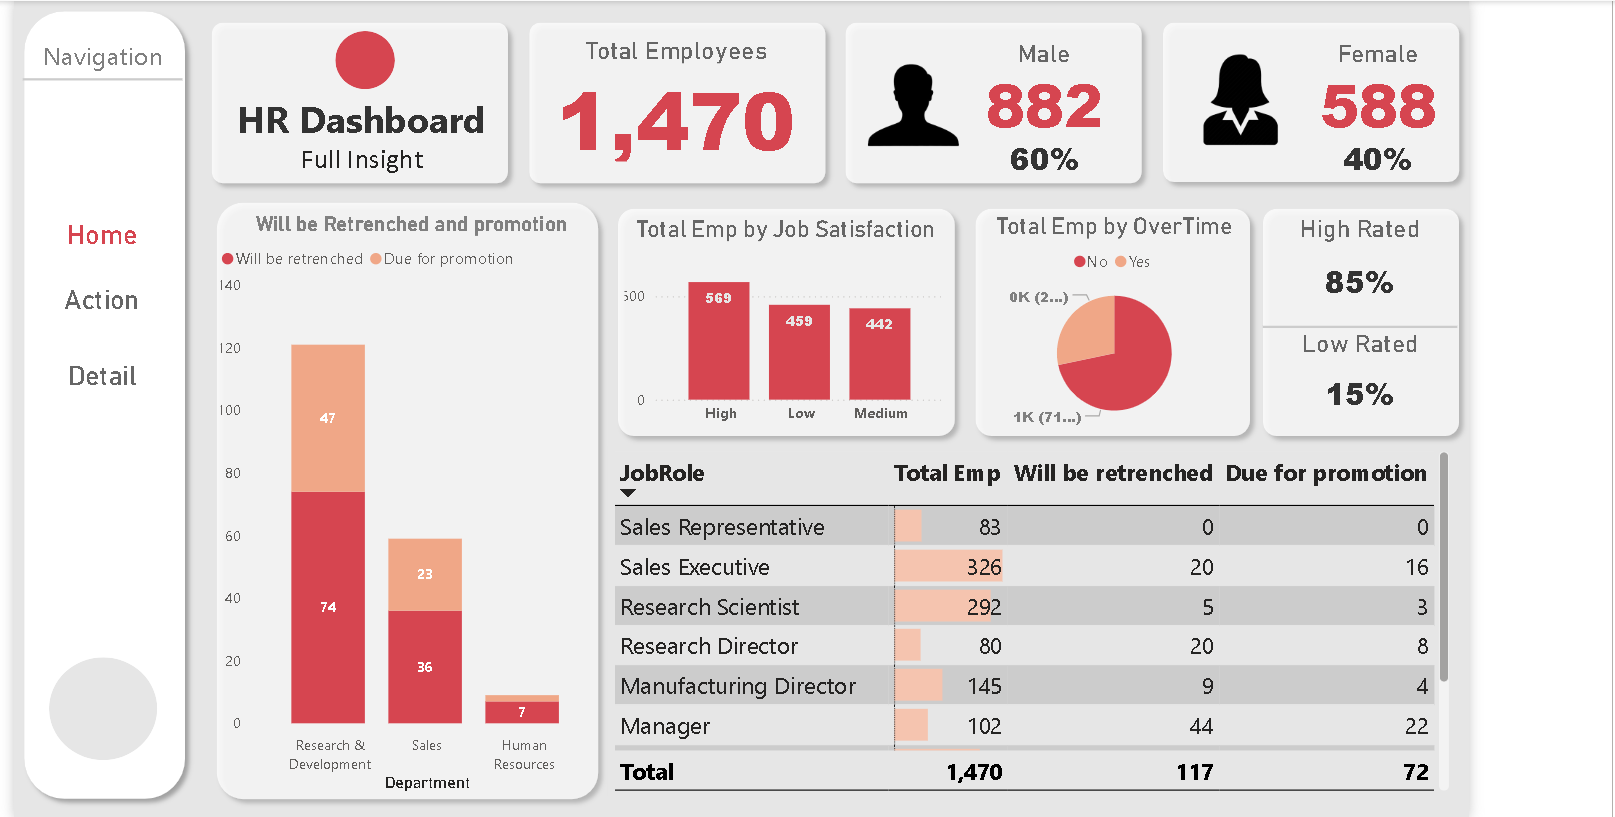 Navigation
Home
Action
Detail
HR Dashboard
Full Insight
Total Employees
1,470
Male
882
60%
Female
588
40%
Will be Retrenched and promotion
Will be retrenched Due for promotion
140
120
100
80
60
40
20
0
47
74
23
36
7
Research & Development
Sales
Human Resources
Department
Total Emp by Job Satisfaction
500
0
569
459
442
High Low Medium
Total Emp by OverTime
No Yes
0K (2...)
1K (71...)
High Rated
85%
Low Rated
15%
JobRole Total Emp Will be retrenched Due for promotion
Sales Representative 83 0 0
Sales Executive 326 20 16
Research Scientist 292 5 3
Research Director 80 20 8
Manufacturing Director 145 9 4
Manager 102 44 22
Total 1,470 117 72